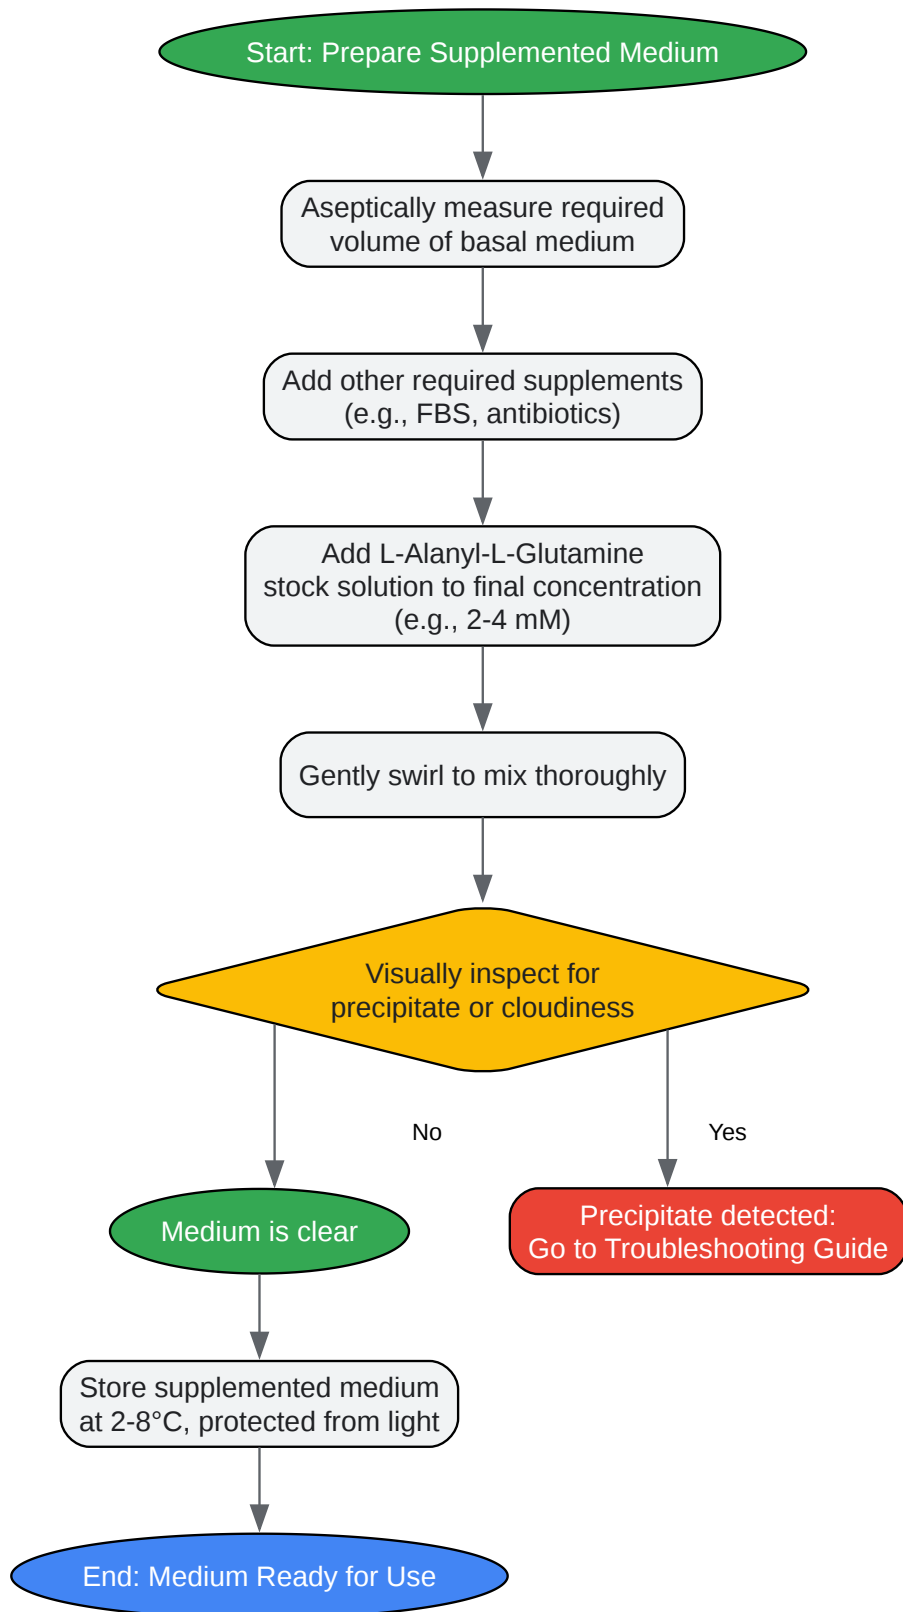 Start: Prepare Supplemented Medium
Aseptically measure required
volume of basal medium
Add other required supplements
(e.g., FBS, antibiotics)
Add L-Alanyl-L-Glutamine
stock solution to final concentration
(e.g., 2-4 mM)
Gently swirl to mix thoroughly
Visually inspect for
precipitate or cloudiness
No
Yes
Medium is clear
Precipitate detected:
Go to Troubleshooting Guide
Store supplemented medium
at 2-8°C, protected from light
End: Medium Ready for Use